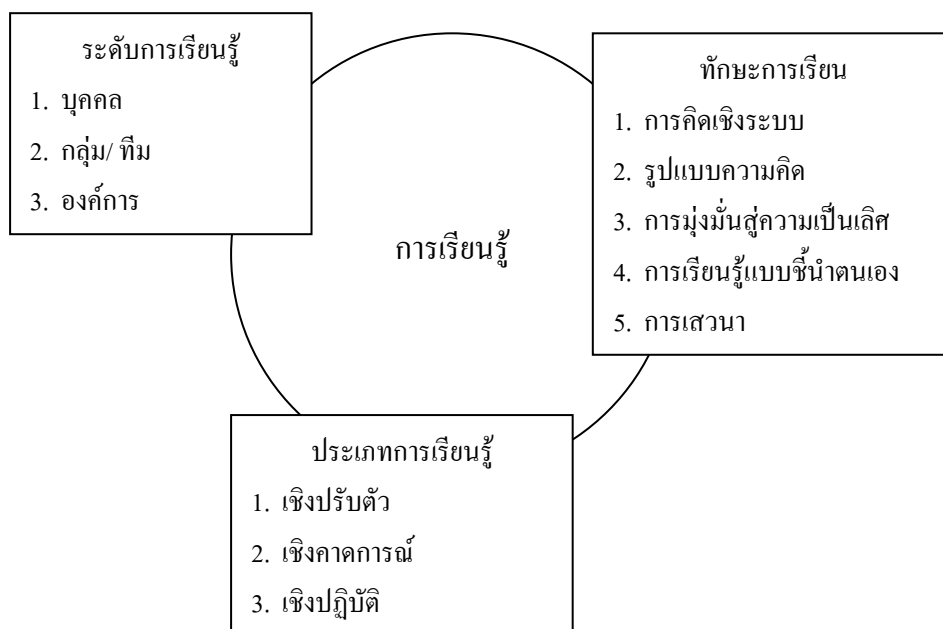 ระดับการเรียนรู้
1. บุคคล
2. กลุ่ม/ ทีม
3. องค์การ
ทักษะการเรียน
1. การคิดเชิงระบบ
2. รูปแบบความคิด
3. การมุ่งมั่นสู่ความเป็นเลิศ
4. การเรียนรู้แบบชี้นำตนเอง
5. การเสวนา
การเรียนรู้
ประเภทการเรียนรู้
1. เชิงปรับตัว
2. เชิงคาดการณ์
3. เชิงปฏิบัติ